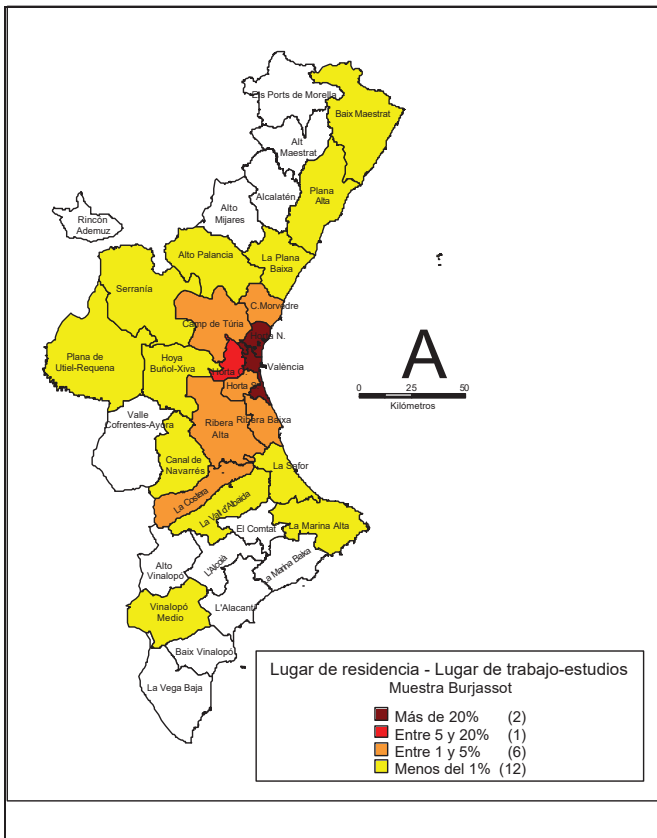 Els Ports de Morella
Baix Maestrat
Alt
Maestrat
Alcalatén
Plana
Alta
Alto
Mijares
Rincón
Ademuz
Alto Palancia
La Plana
Baixa
Serranía
C.Morvedre
Camp de Túria
Horta N.
València
Plana de
Utiel-Requena
Hoya
Buñol-Xiva
Horta O.
Horta S.
A
0 25 50
Kilómetros
Valle
Cofrentes-Ayora
Ribera
Alta
Ribera Baixa
Canal de
Navarrés
La Safor
La Costera
La Vall d'Albaida
El Comtat
La Marina Alta
Alto
Vinalopó
L'Alcoià
La Marina Baixa
Vinalopó
Medio
L'Alacantí
Baix Vinalopó
La Vega Baja
Lugar de residencia - Lugar de trabajo-estudios
Muestra Burjassot
Más de 20% (2)
Entre 5 y 20% (1)
Entre 1 y 5% (6)
Menos del 1% (12)